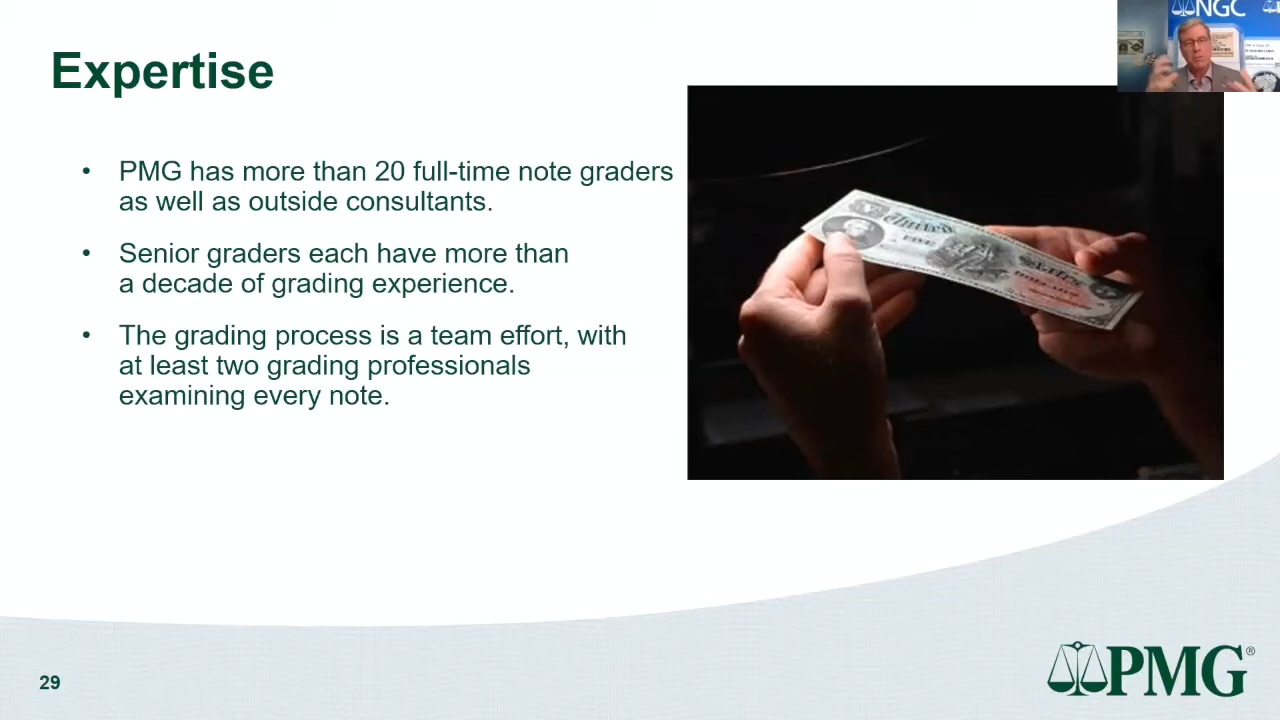 NGC
Expertise
• PMG has more than 20 full-time note graders
as well as outside consultants.
• Senior graders each have more than
a decade of grading experience.
• The grading process is a team effort, with
at least two grading professionals
examining every note.
29
PMG®